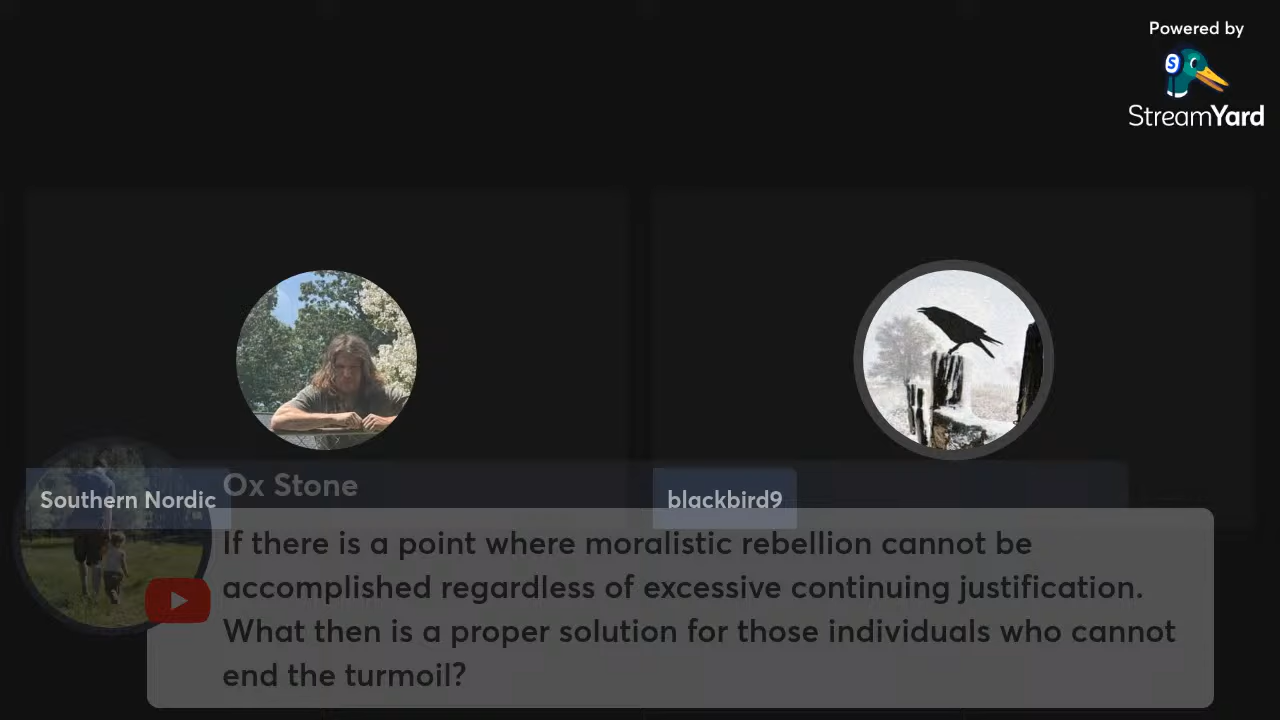 Powered by
StreamYard
Southern Nordic
Ox Stone
blackbird9
If there is a point where moralistic rebellion cannot be
accomplished regardless of excessive continuing justification.
What then is a proper solution for those individuals who cannot
end the turmoil?